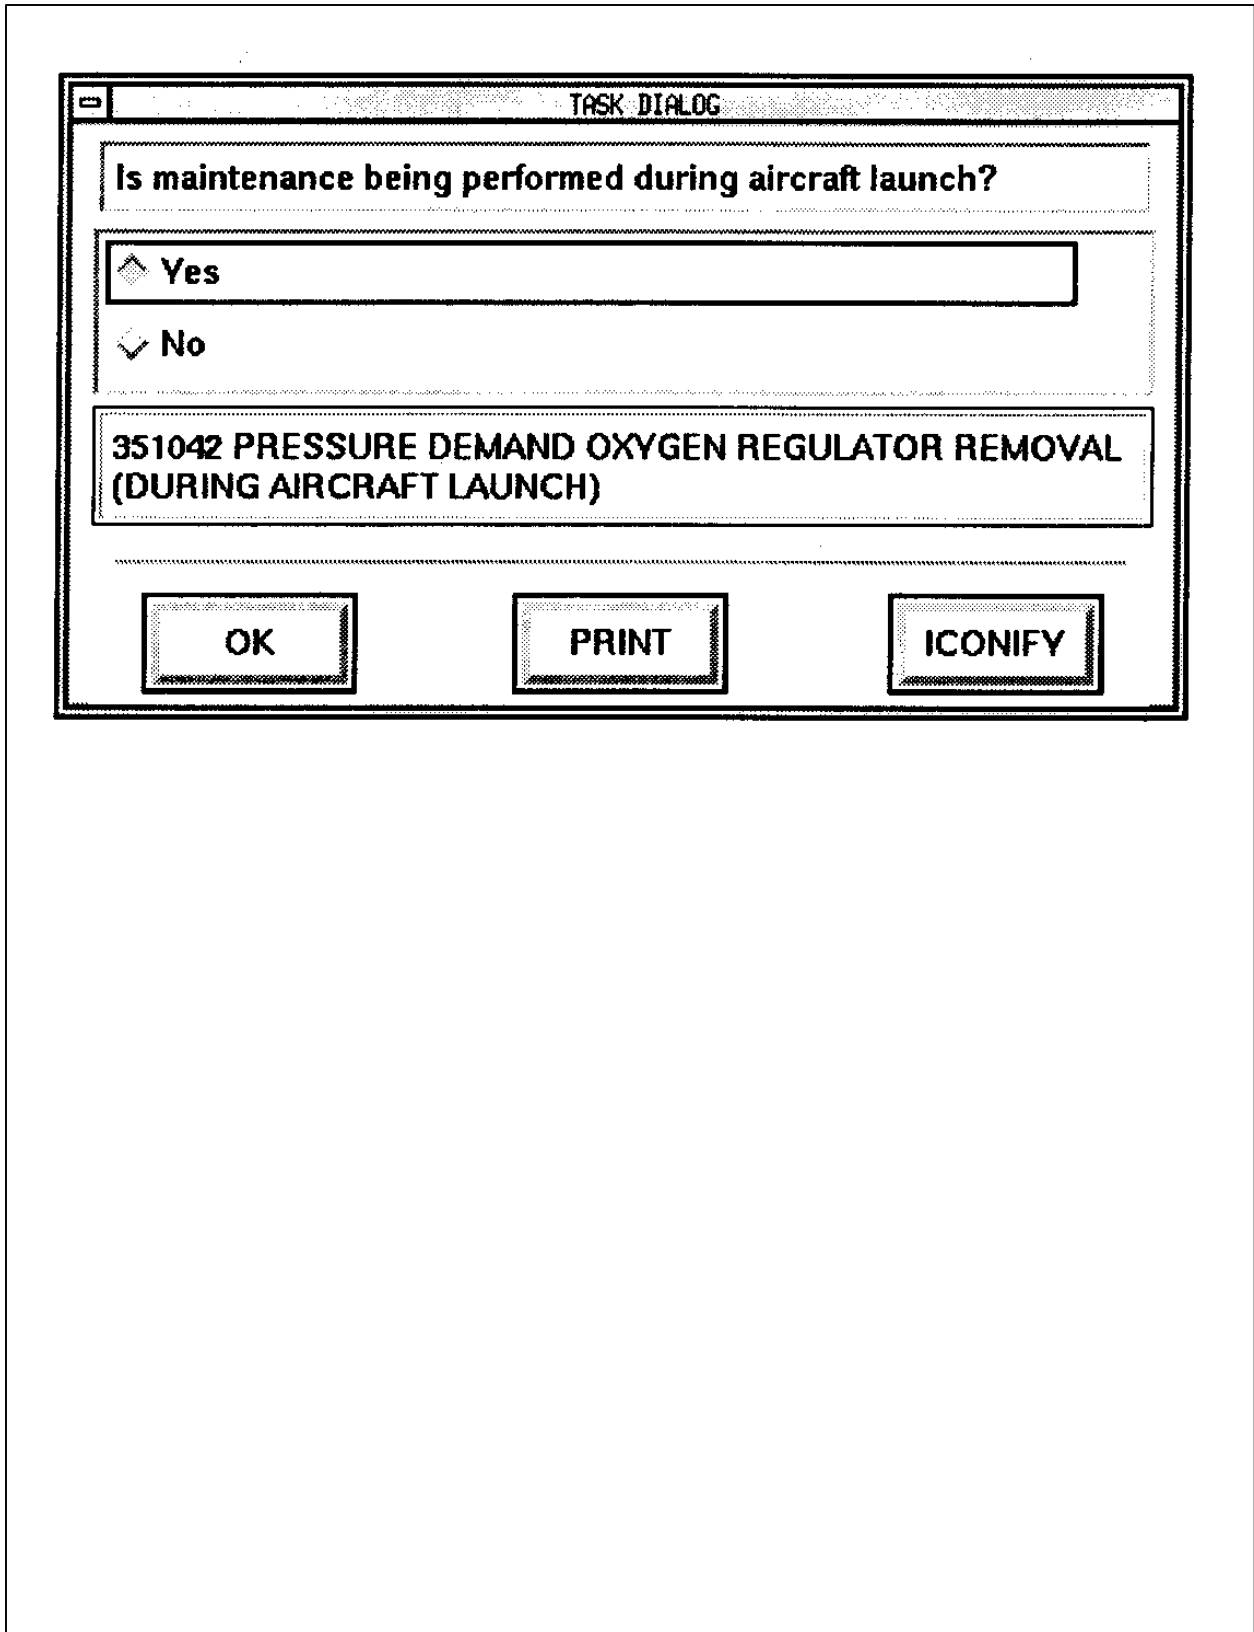 TASK DIALOG
Is maintenance being performed during aircraft launch?
Yes
No
351042 PRESSURE DEMAND OXYGEN REGULATOR REMOVAL
(DURING AIRCRAFT LAUNCH)
OK PRINT ICONIFY